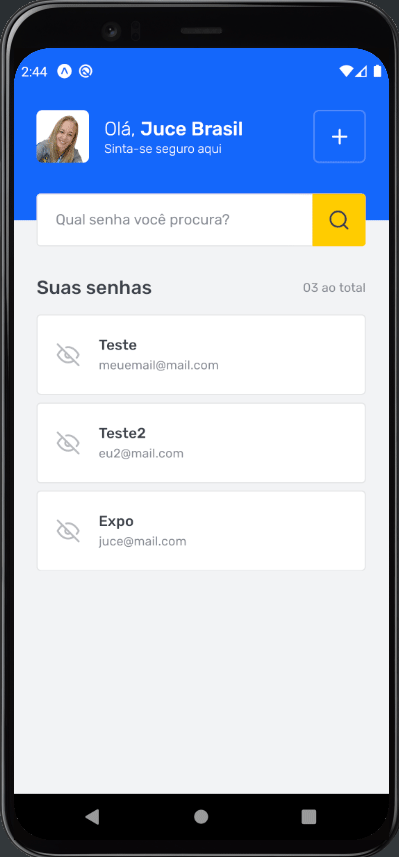 2:44
Olá, Juce Brasil
Sinta-se seguro aqui
Qual senha você procura?
Suas senhas
03 ao total
Teste
meuemail@mail.com
Teste2
eu2@mail.com
Expo
juce@mail.com